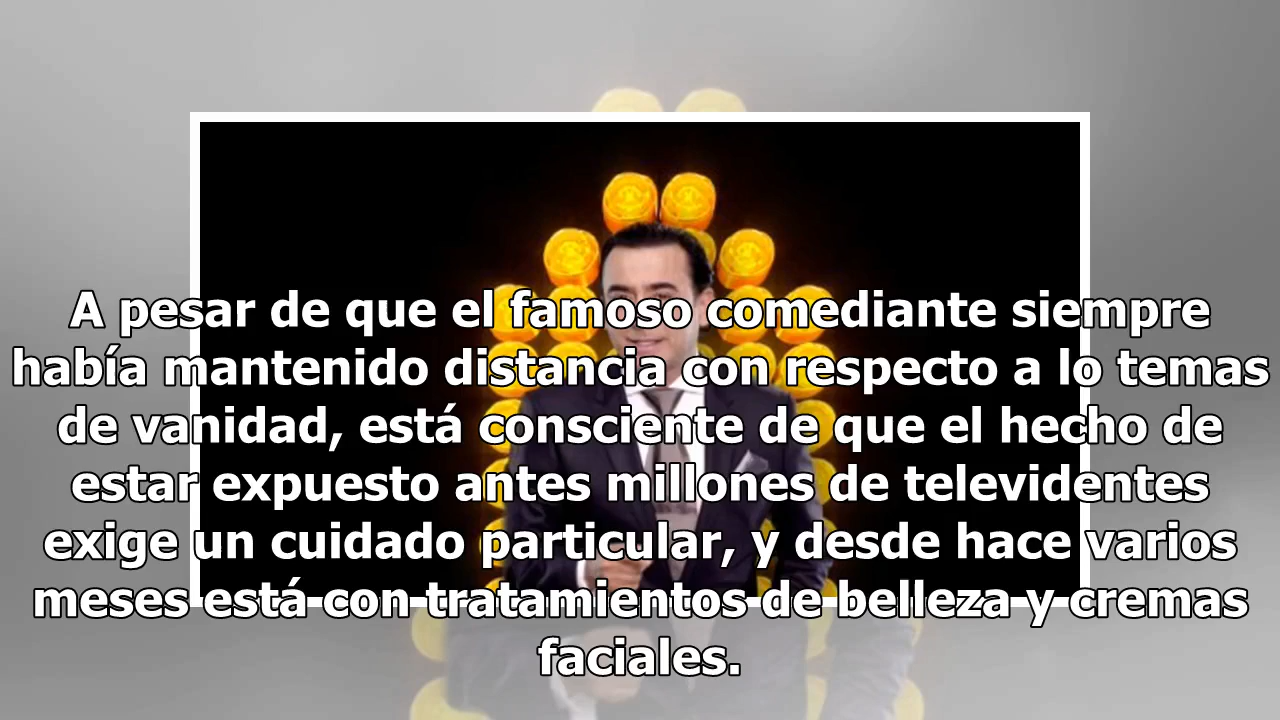 A pesar de que el famoso comediante siempre
había mantenido distancia con respecto a lo temas
de vanidad, está consciente de que el hecho de
estar expuesto antes millones de televidentes
exige un cuidado particular, y desde hace varios
meses está con tratamientos de belleza y cremas
faciales.